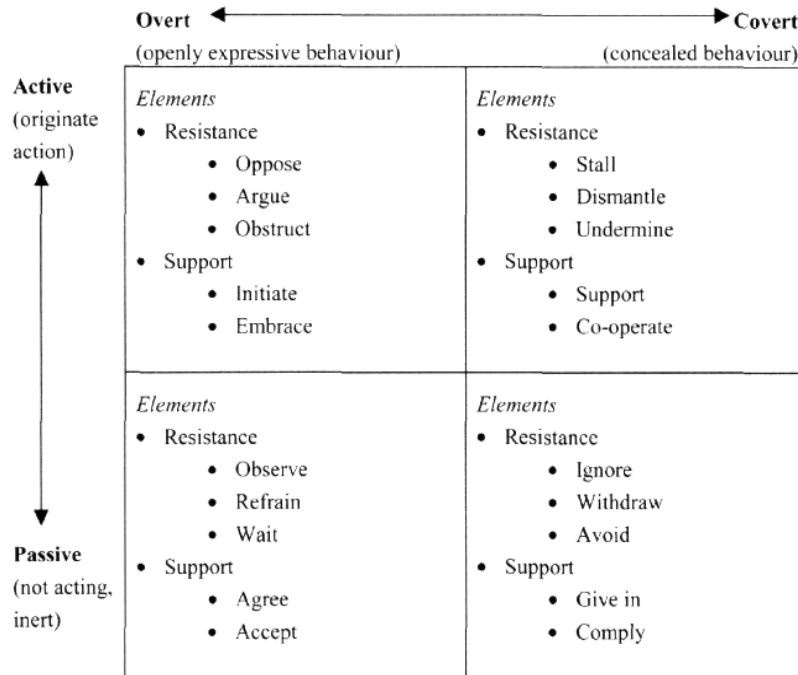 Overt
Covert
(openly expressive behaviour)
(concealed behaviour)
Active
(originate
action)
Elements
• Resistance
• Oppose
• Argue
• Obstruct
• Support
• Initiate
• Embrace
Elements
• Resistance
• Stall
• Dismantle
• Undermine
• Support
• Support
• Co-operate
Passive
(not acting,
inert)
Elements
• Resistance
• Observe
• Refrain
• Wait
• Support
• Agree
• Accept
Elements
• Resistance
• Ignore
• Withdraw
• Avoid
• Support
• Give in
• Comply